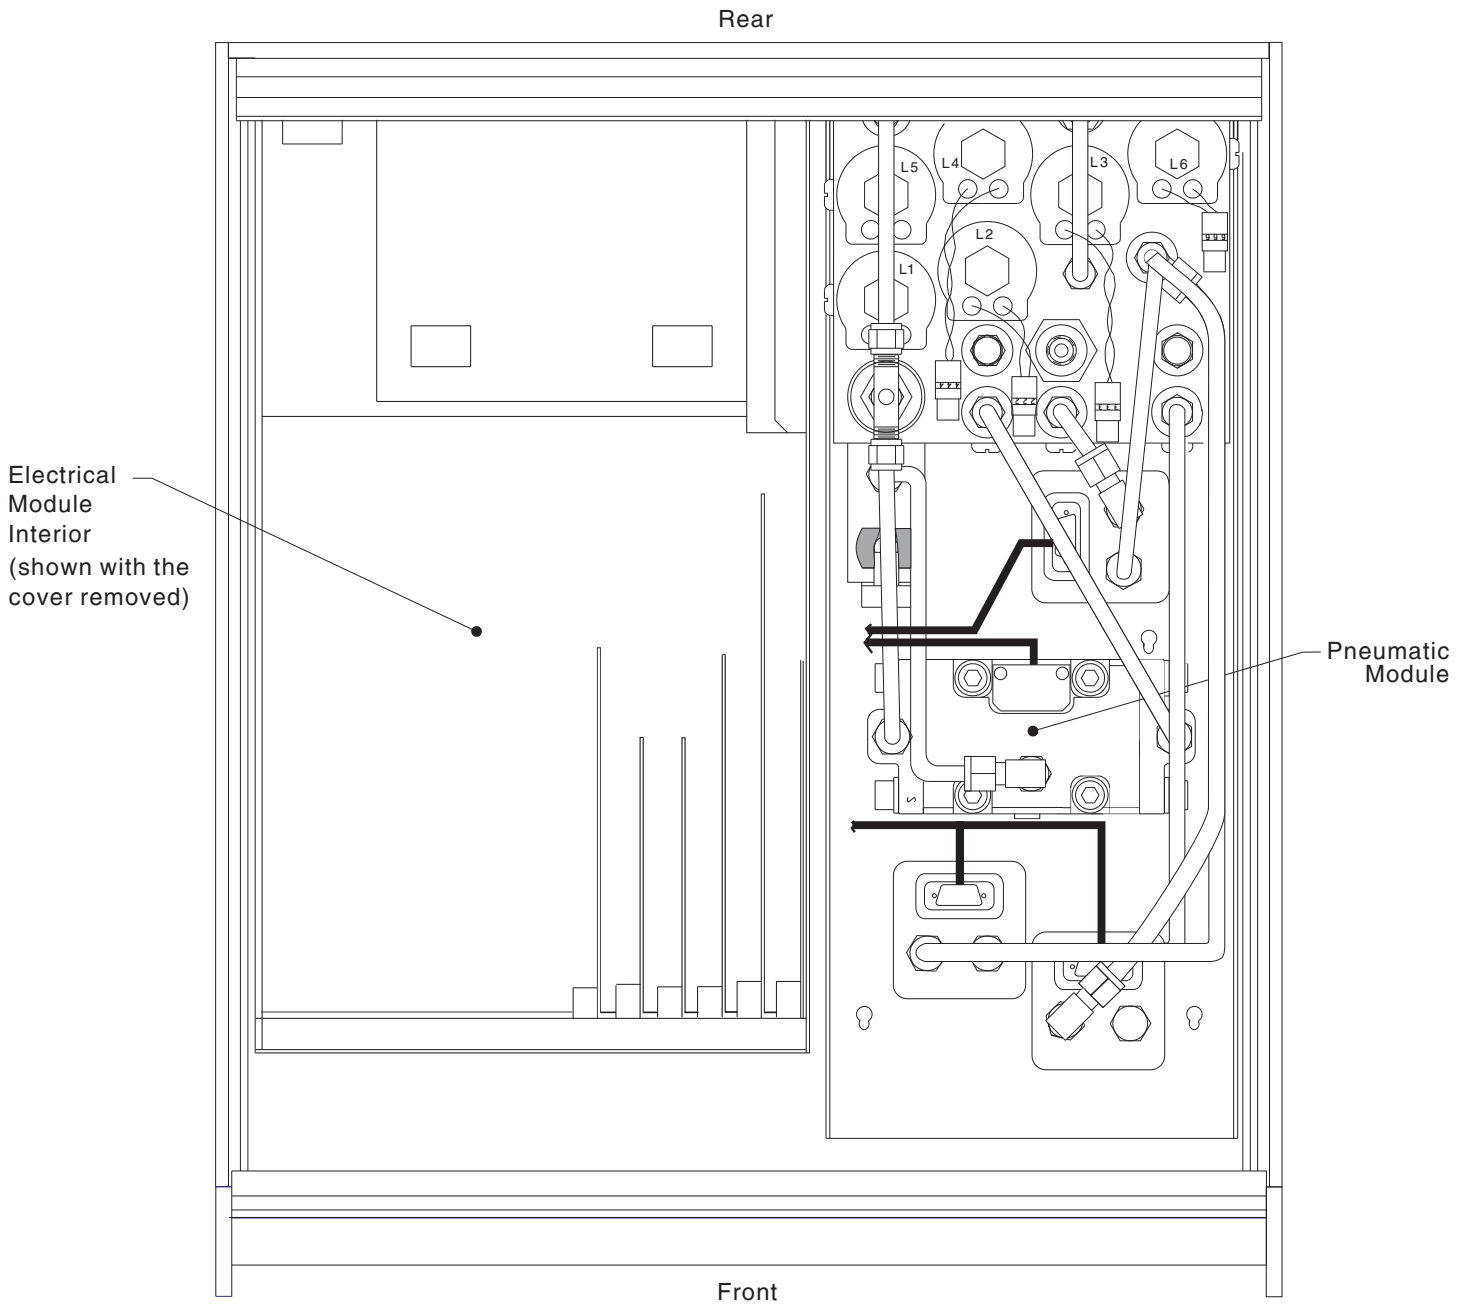 Rear
L4
L3
L6
L5
L2
L1
Electrical
Module
Interior
(shown with the
cover removed)
Pneumatic
Module
S
Front